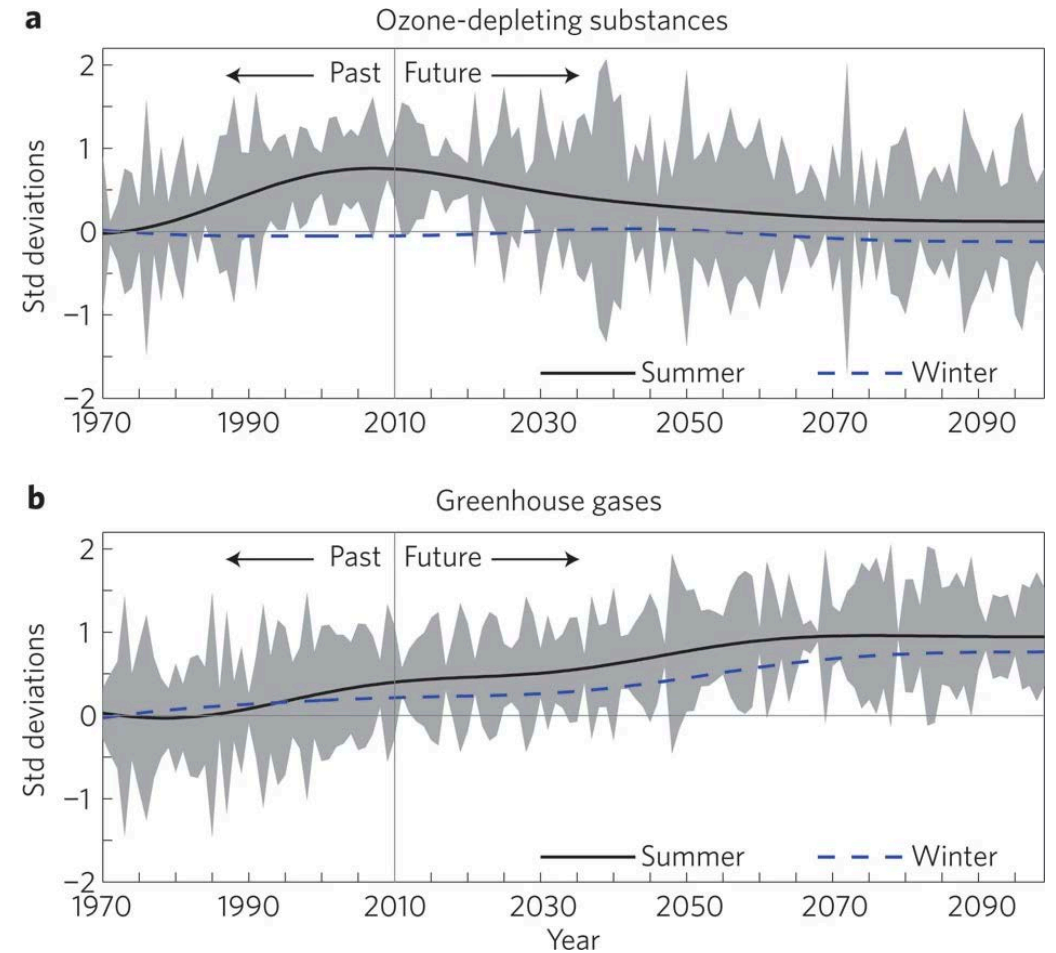 a Ozone-depleting substances
2
← Past Future →
1
0
−1
−2
Std deviations
Summer Winter
1970 1990 2010 2030 2050 2070 2090
b Greenhouse gases
2
← Past Future →
1
0
−1
−2
Std deviations
Summer Winter
1970 1990 2010 2030 2050 2070 2090
Year